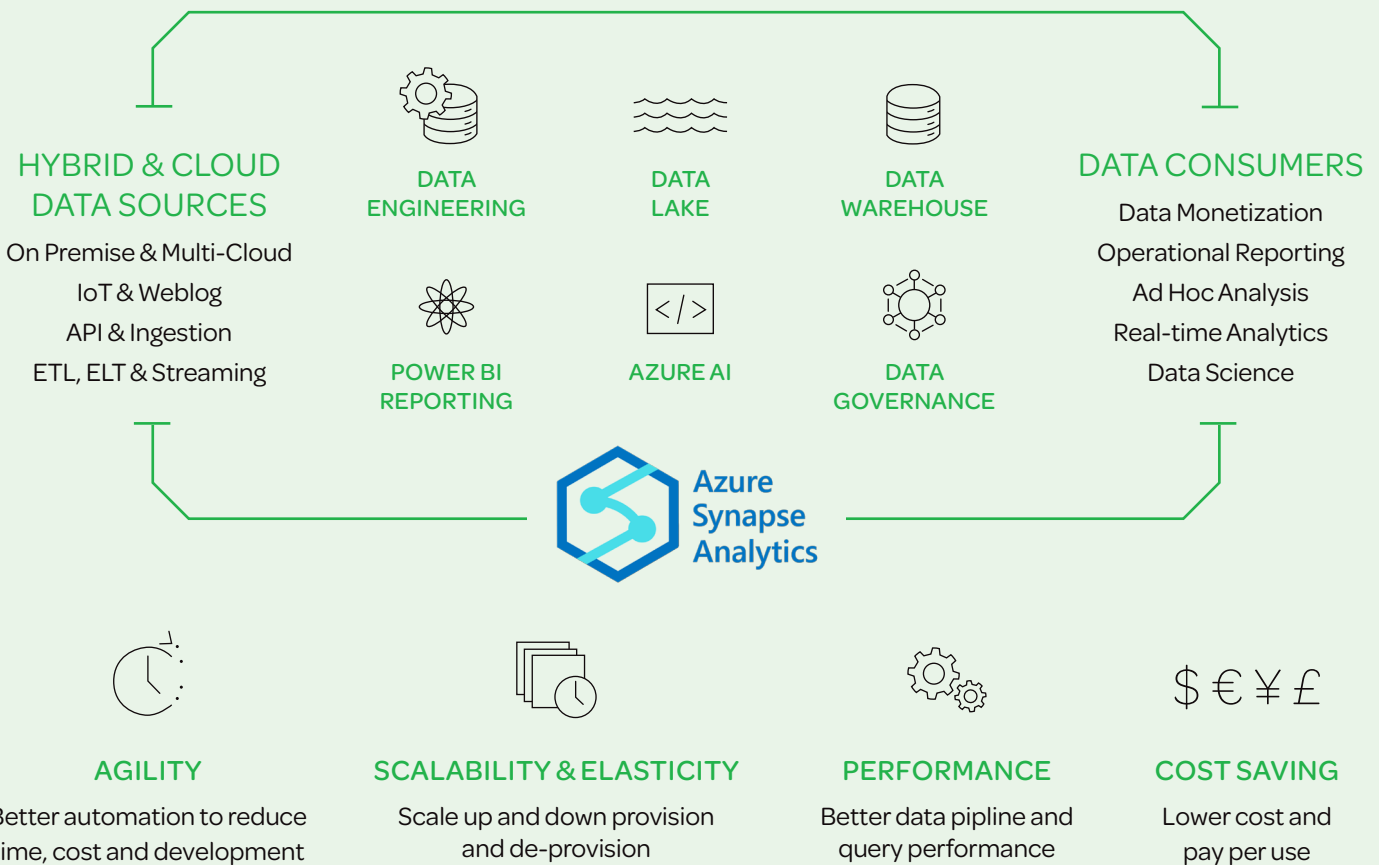 HYBRID & CLOUD
DATA SOURCES
On Premise & Multi-Cloud
IoT & Weblog
API & Ingestion
ETL, ELT & Streaming
DATA
ENGINEERING
DATA
LAKE
DATA
WAREHOUSE
POWER BI
REPORTING
</>
AZURE AI
DATA
GOVERNANCE
DATA CONSUMERS
Data Monetization
Operational Reporting
Ad Hoc Analysis
Real-time Analytics
Data Science
Azure
Synapse
Analytics
AGILITY
Better automation to reduce
time, cost and development
SCALABILITY & ELASTICITY
Scale up and down provision
and de-provision
PERFORMANCE
Better data pipline and
query performance
$ € ¥ £
COST SAVING
Lower cost and
pay per use